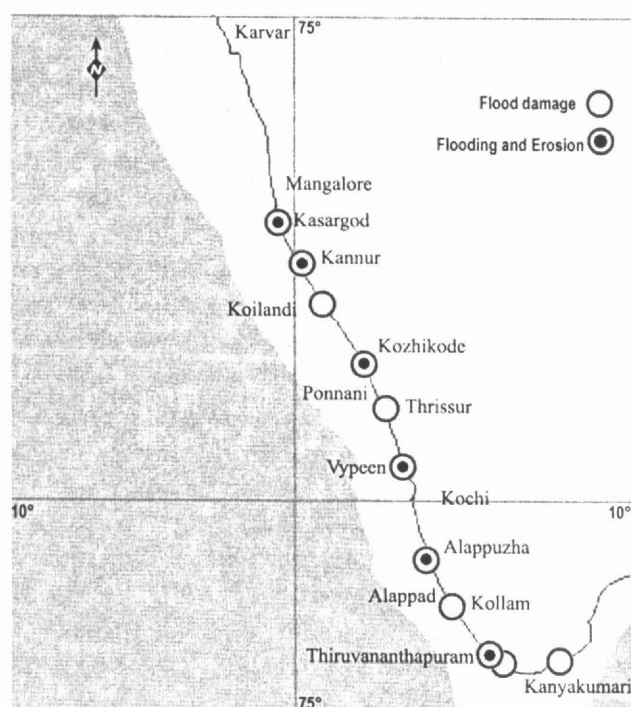 Karvar
75°
N
Flood damage
Flooding and Erosion
Mangalore
Kasargod
Kannur
Koilandi
Kozhikode
Ponnani
Thrissur
Vypeen
Kochi
10°
10°
Alappuzha
Alappad
Kollam
Thiruvananthapuram
Kanyakumari
75°